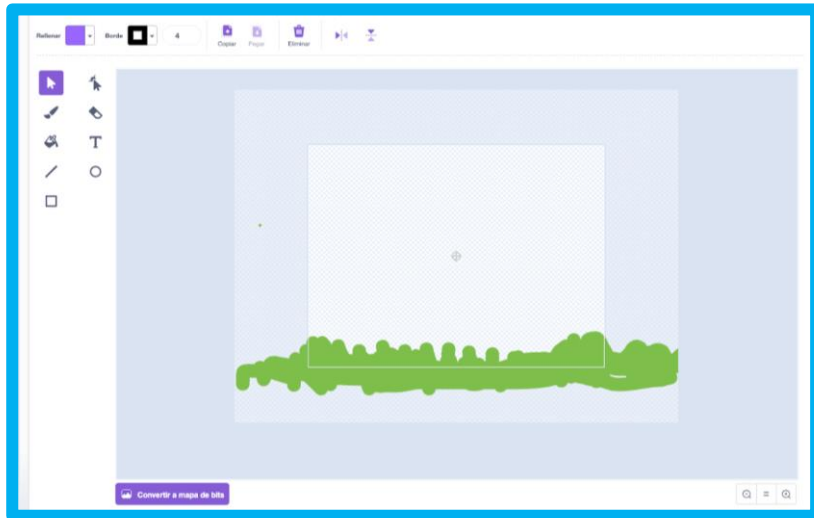 Rellenar Borde 4
Copiar Pegar Eliminar
T
Convertir a mapa de bits